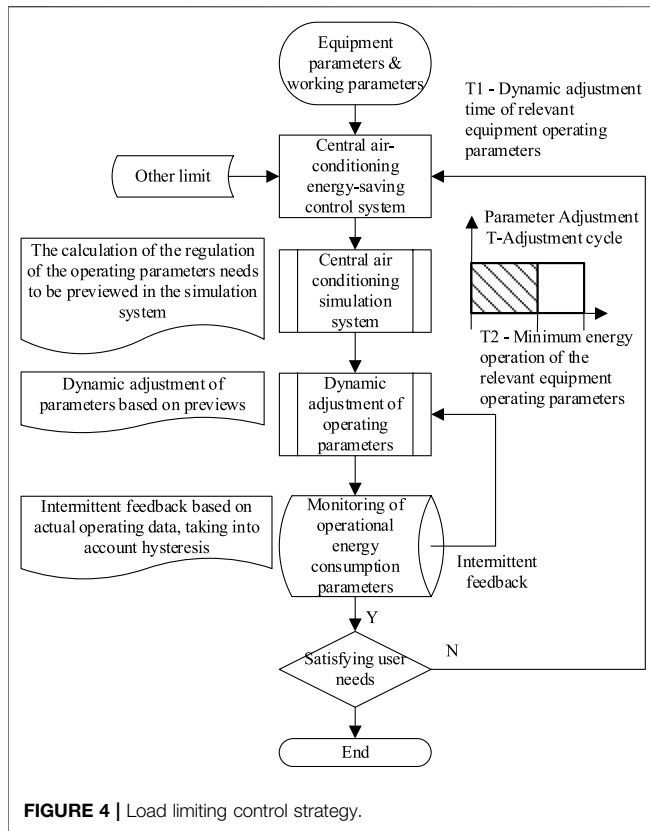 Equipment
parameters &
working parameters
T1 - Dynamic adjustment
time of relevant
equipment operating
parameters
Other limit
Central air-
conditioning
energy-saving
control system
Parameter Adjustment
T-Adjustment cycle
The calculation of the regulation
of the operating parameters needs
to be previewed in the simulation
system
Central air
conditioning
simulation
system
T2 - Minimum energy
operation of the
relevant equipment
operating parameters
Dynamic adjustment of
parameters based on previews
Dynamic
adjustment of
operating
parameters
Intermittent feedback based on
actual operating data, taking into
account hysteresis
Monitoring of
operational
energy
consumption
parameters
Intermittent
feedback
Y
Satisfying user
needs
N
End
FIGURE 4 | Load limiting control strategy.